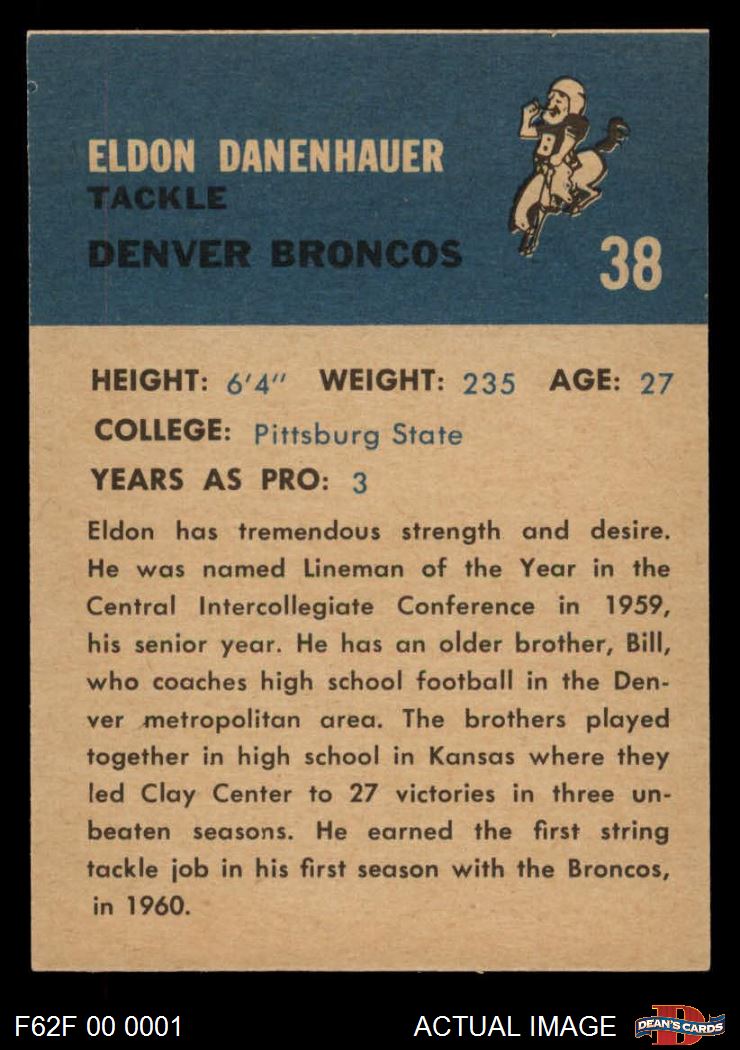 ELDON DANENHAUER
TACKLE
DENVER BRONCOS
38
HEIGHT: 6'4" WEIGHT: 235 AGE: 27
COLLEGE: Pittsburg State
YEARS AS PRO: 3
Eldon has tremendous strength and desire.
He was named Lineman of the Year in the
Central Intercollegiate Conference in 1959,
his senior year. He has an older brother, Bill,
who coaches high school football in the Den-
ver metropolitan area. The brothers played
together in high school in Kansas where they
led Clay Center to 27 victories in three un-
beaten seasons. He earned the first string
tackle job in his first season with the Broncos,
in 1960.
F62F 00 0001 ACTUAL IMAGE
D
DEAN'S CARDS